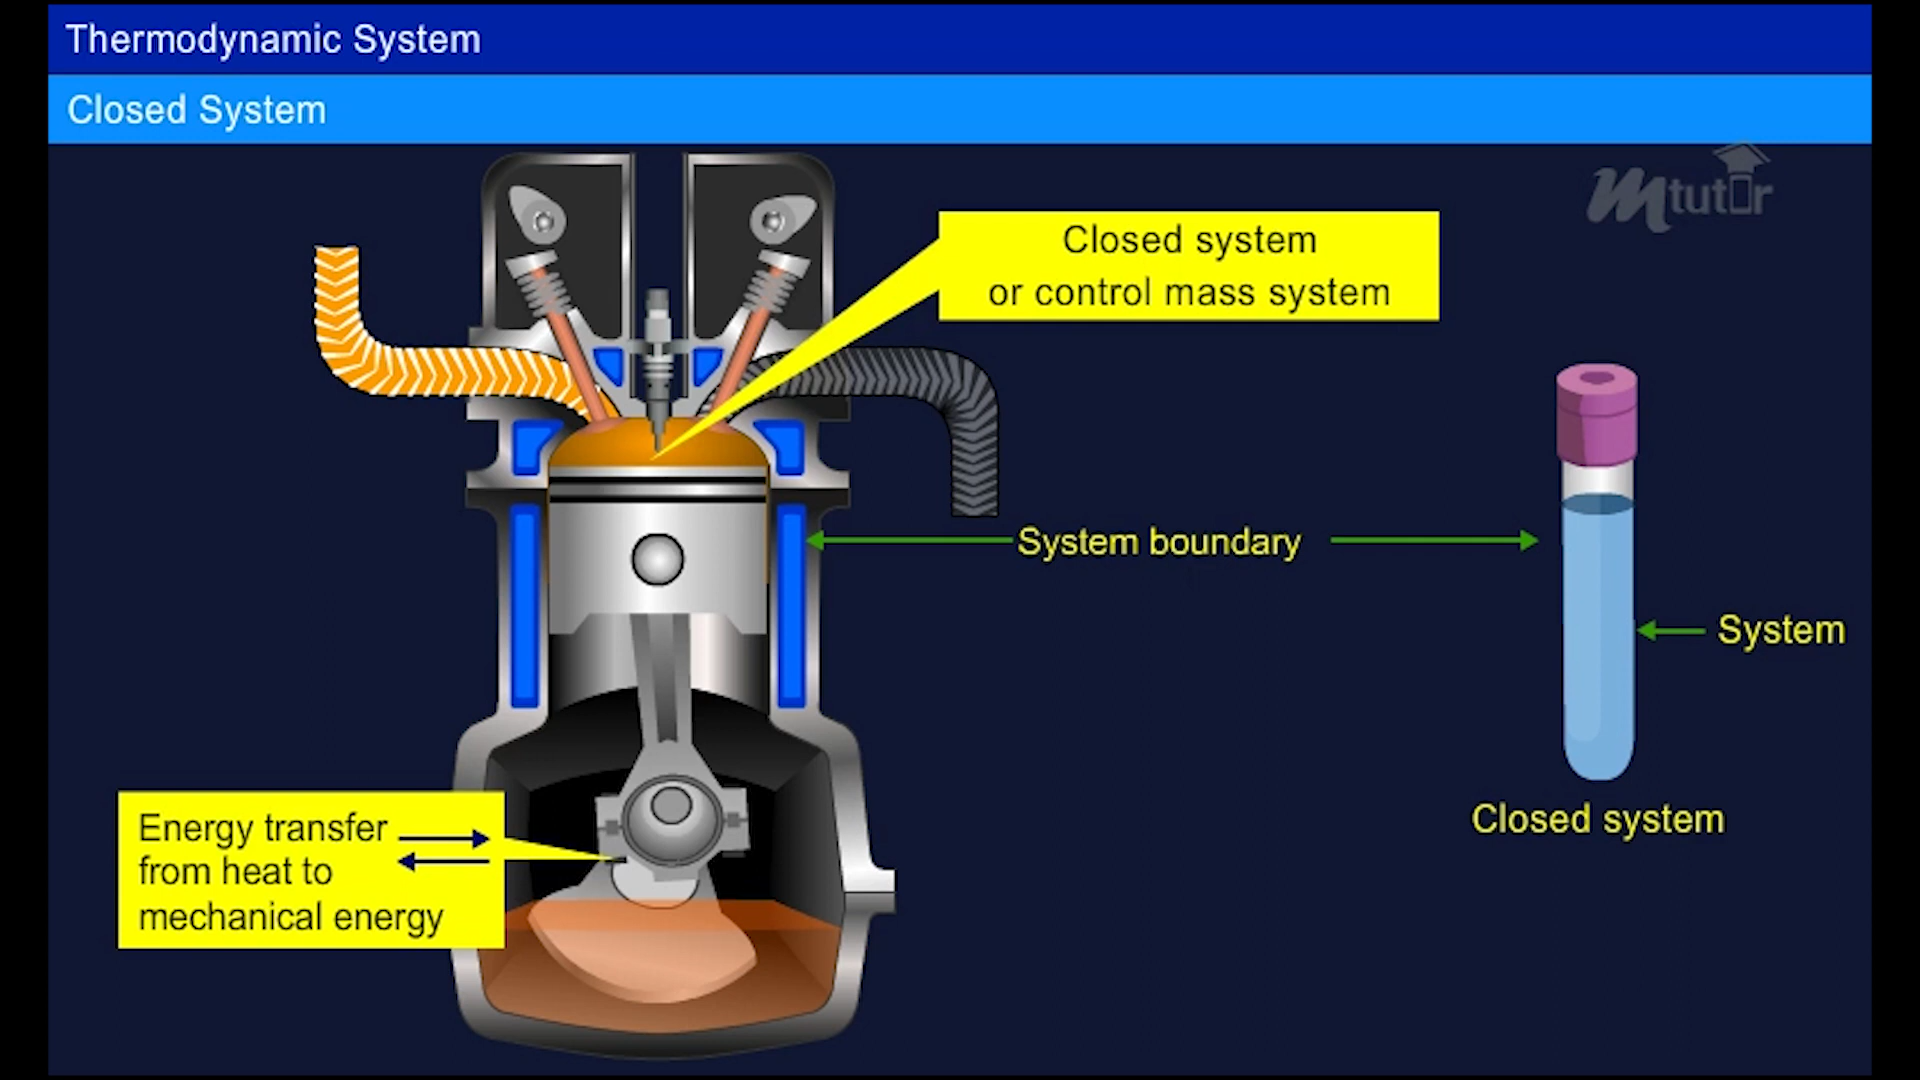 Thermodynamic System
Closed System
Mtutor
Closed system
or control mass system
System boundary
System
Closed system
Energy transfer
from heat to
mechanical energy